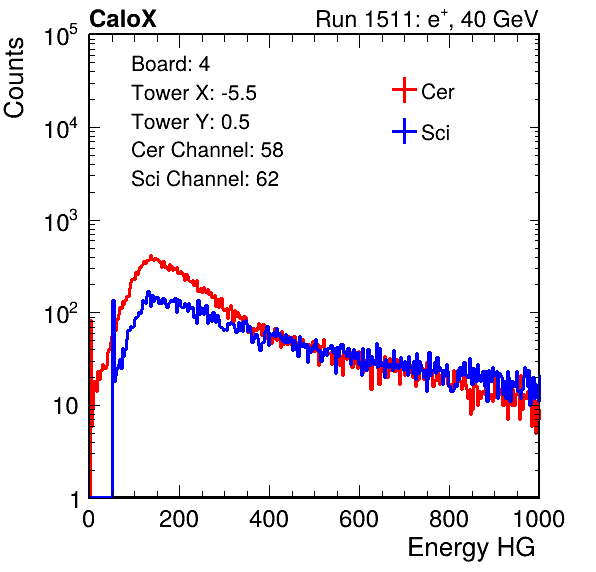 CaloX Run 1511: e⁺, 40 GeV
Counts
Board: 4
Tower X: -5.5
Tower Y: 0.5
Cer Channel: 58
Sci Channel: 62
Cer
Sci
10⁵
10⁴
10³
10²
10
1
0 200 400 600 800 1000
Energy HG